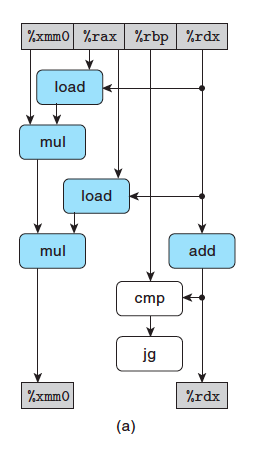 %xmm0 %rax %rbp %rdx
load
mul
load
mul add
cmp
jg
%xmm0 %rdx
(a)